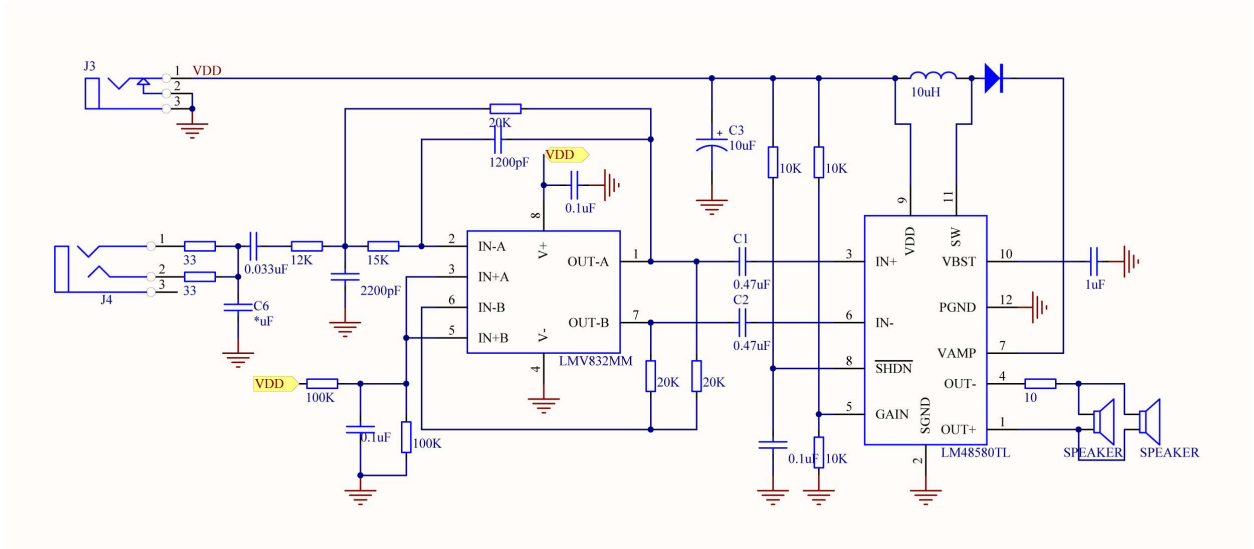 J3
1
VDD
2
3
10uH
20K
1200pF
VDD
+
C3
10uF
10K
10K
0.1uF
8
9
11
1
33
0.033uF
12K
15K
2
IN-A
V+
OUT-A
1
C1
0.47uF
3
IN+
VDD
SW
VBST
10
1uF
2
3
33
J4
2200pF
3
IN+A
C6
*uF
6
IN-B
OUT-B
7
C2
0.47uF
6
IN-
PGND
12
5
IN+B
V-
4
LMV832MM
VAMP
7
8
SHDN
VDD
100K
20K
20K
OUT-
4
10
5
GAIN
SGND
OUT+
1
0.1uF
100K
0.1uF
10K
2
LM48580TL
SPEAKER
SPEAKER